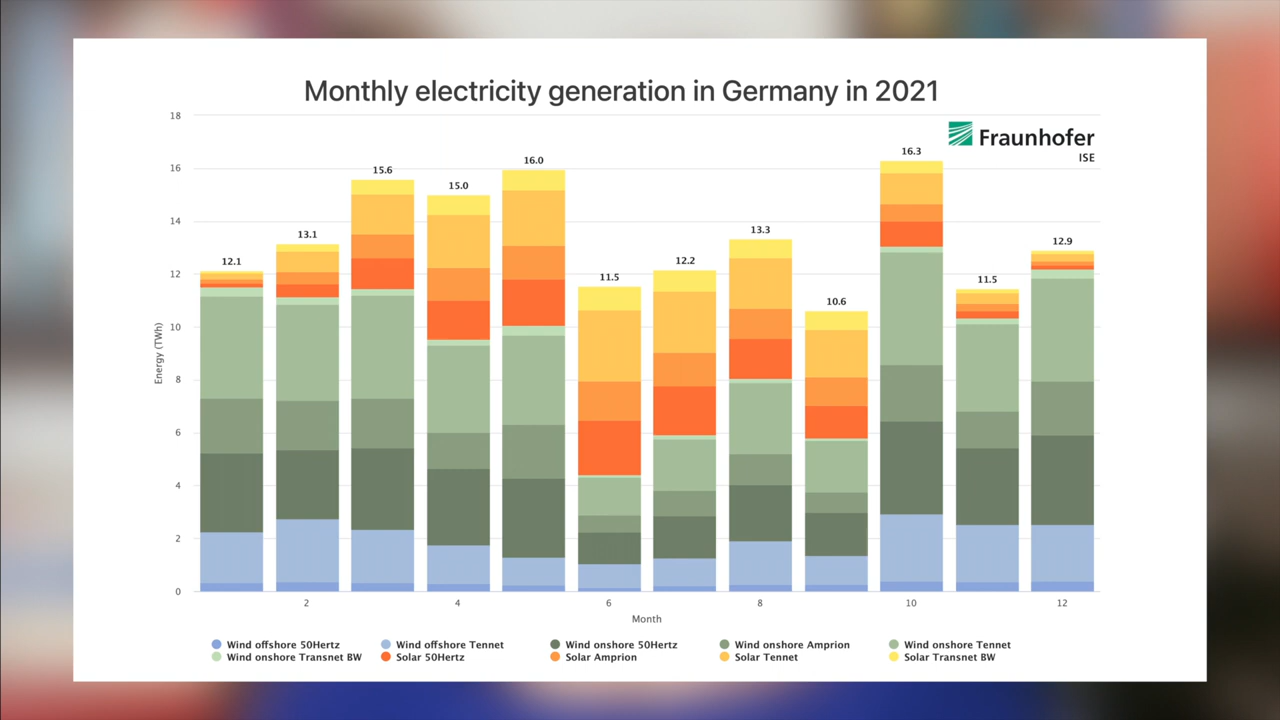 Monthly electricity generation in Germany in 2021
Fraunhofer
ISE
18
16
14
12
10
8
6
4
2
0
Energy (TWh)
12.1
13.1
15.6
15.0
16.0
11.5
12.2
13.3
10.6
16.3
11.5
12.9
2 4 6 8 10 12
Month
Wind offshore 50Hertz Wind offshore Tennet Wind onshore 50Hertz Wind onshore Amprion Wind onshore Tennet
Wind onshore Transnet BW Solar 50Hertz Solar Amprion Solar Tennet Solar Transnet BW